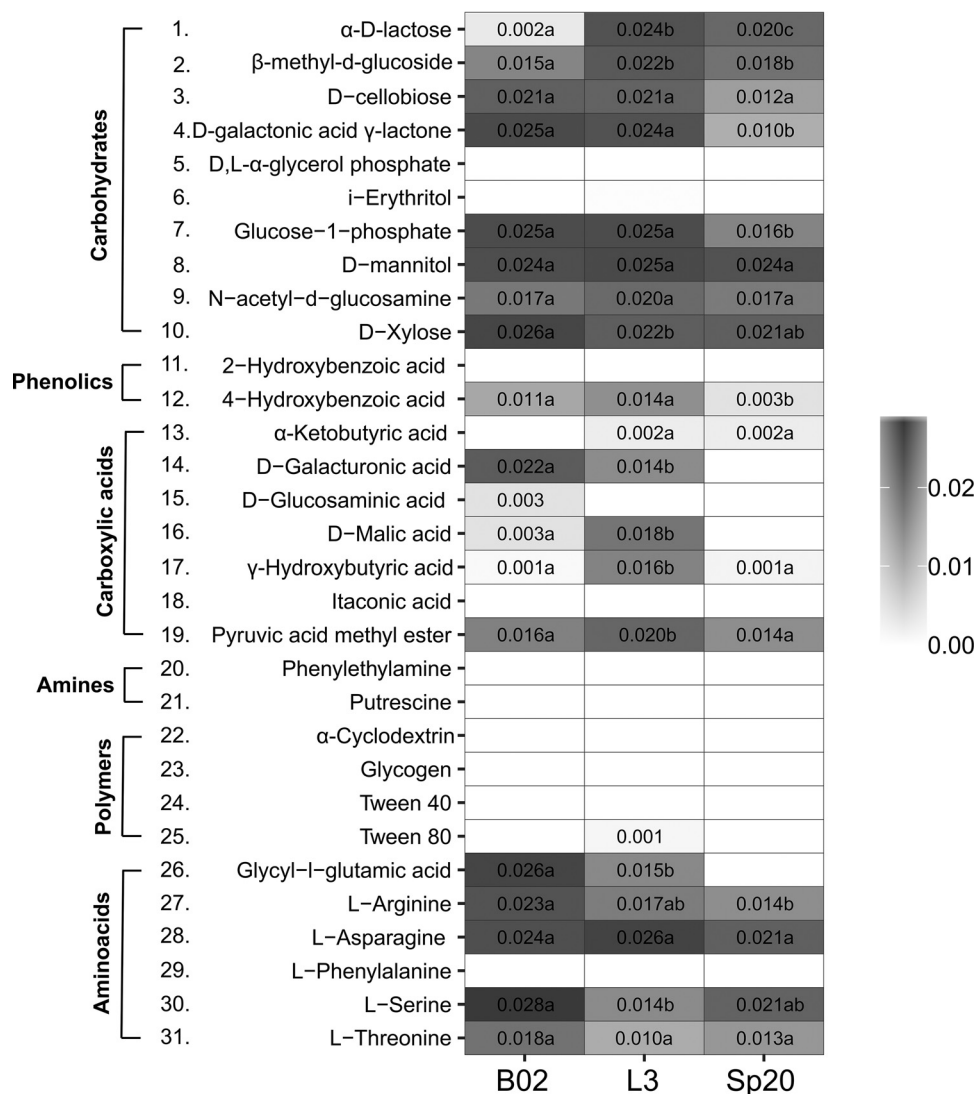 Carbohydrates
1. α-D-lactose 0.002a 0.024b 0.020c
2. β-methyl-d-glucoside 0.015a 0.022b 0.018b
3. D−cellobiose 0.021a 0.021a 0.012a
4. D-galactonic acid γ-lactone 0.025a 0.024a 0.010b
5. D,L-α-glycerol phosphate
6. i−Erythritol
7. Glucose−1−phosphate 0.025a 0.025a 0.016b
8. D−mannitol 0.024a 0.025a 0.024a
9. N−acetyl−d−glucosamine 0.017a 0.020a 0.017a
10. D−Xylose 0.026a 0.022b 0.021ab
Phenolics
11. 2−Hydroxybenzoic acid
12. 4−Hydroxybenzoic acid 0.011a 0.014a 0.003b
Carboxylic acids
13. α-Ketobutyric acid 0.002a 0.002a
14. D−Galacturonic acid 0.022a 0.014b
15. D−Glucosaminic acid 0.003
16. D−Malic acid 0.003a 0.018b
17. γ-Hydroxybutyric acid 0.001a 0.016b 0.001a
18. Itaconic acid
19. Pyruvic acid methyl ester 0.016a 0.020b 0.014a
Amines
20. Phenylethylamine
21. Putrescine
Polymers
22. α-Cyclodextrin
23. Glycogen
24. Tween 40
25. Tween 80 0.001
Aminoacids
26. Glycyl−l−glutamic acid 0.026a 0.015b
27. L−Arginine 0.023a 0.017ab 0.014b
28. L−Asparagine 0.024a 0.026a 0.021a
29. L−Phenylalanine
30. L−Serine 0.028a 0.014b 0.021ab
31. L−Threonine 0.018a 0.010a 0.013a
B02 L3 Sp20
0.02
0.01
0.00